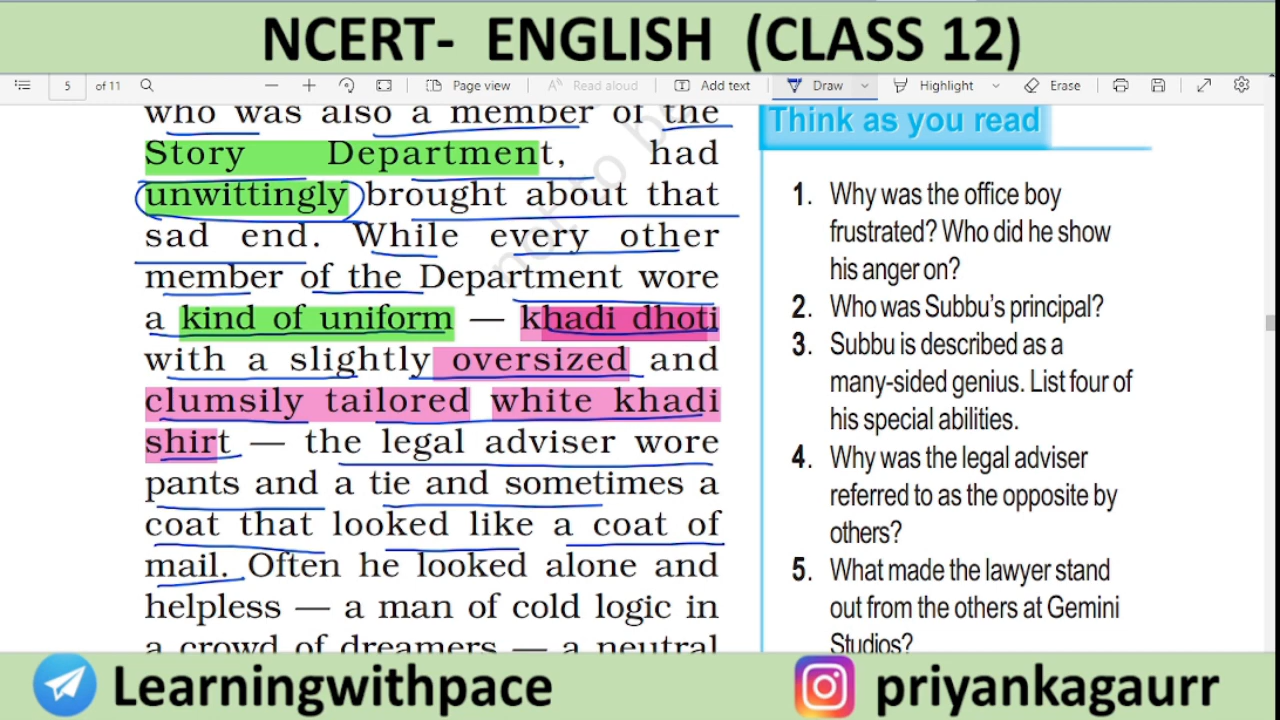 NCERT- ENGLISH (CLASS 12)
5 of 11 Page view Read aloud Add text Draw Highlight Erase
who was also a member of the
Story Department, had
unwittingly brought about that
sad end. While every other
member of the Department wore
a kind of uniform — khadi dhoti
with a slightly oversized and
clumsily tailored white khadi
shirt — the legal adviser wore
pants and a tie and sometimes a
coat that looked like a coat of
mail. Often he looked alone and
helpless — a man of cold logic in
a crowd of dreamers — a neutral
not to b
Think as you read
1. Why was the office boy
frustrated? Who did he show
his anger on?
2. Who was Subbu's principal?
3. Subbu is described as a
many-sided genius. List four of
his special abilities.
4. Why was the legal adviser
referred to as the opposite by
others?
5. What made the lawyer stand
out from the others at Gemini
Studios?
Learningwithpace
priyankagaurr